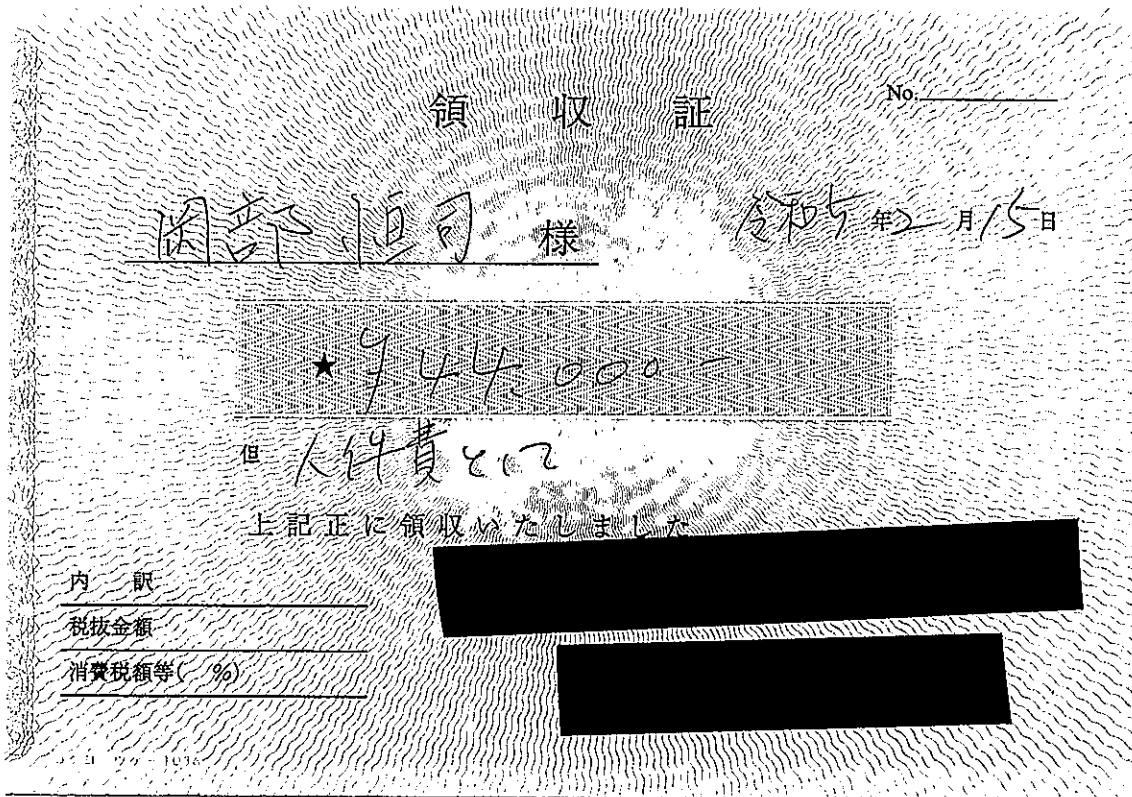 領収証
No.
岡部恒司 様
令和5年2月15日
★ ¥44,000-
但 人件費として
上記正に領収いたしました
内訳
税抜金額
消費税額等( %)